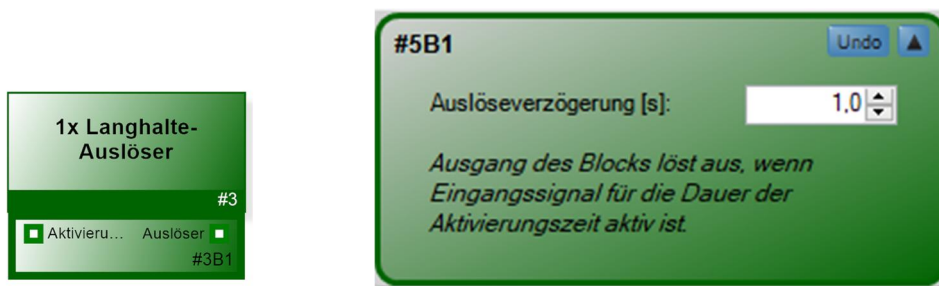 1x Langhalte-
Auslöser
#3
Aktivieru... Auslöser
#3B1
#5B1
Undo ▲
Auslöseverzögerung [s]: 1,0
Ausgang des Blocks löst aus, wenn
Eingangssignal für die Dauer der
Aktivierungszeit aktiv ist.